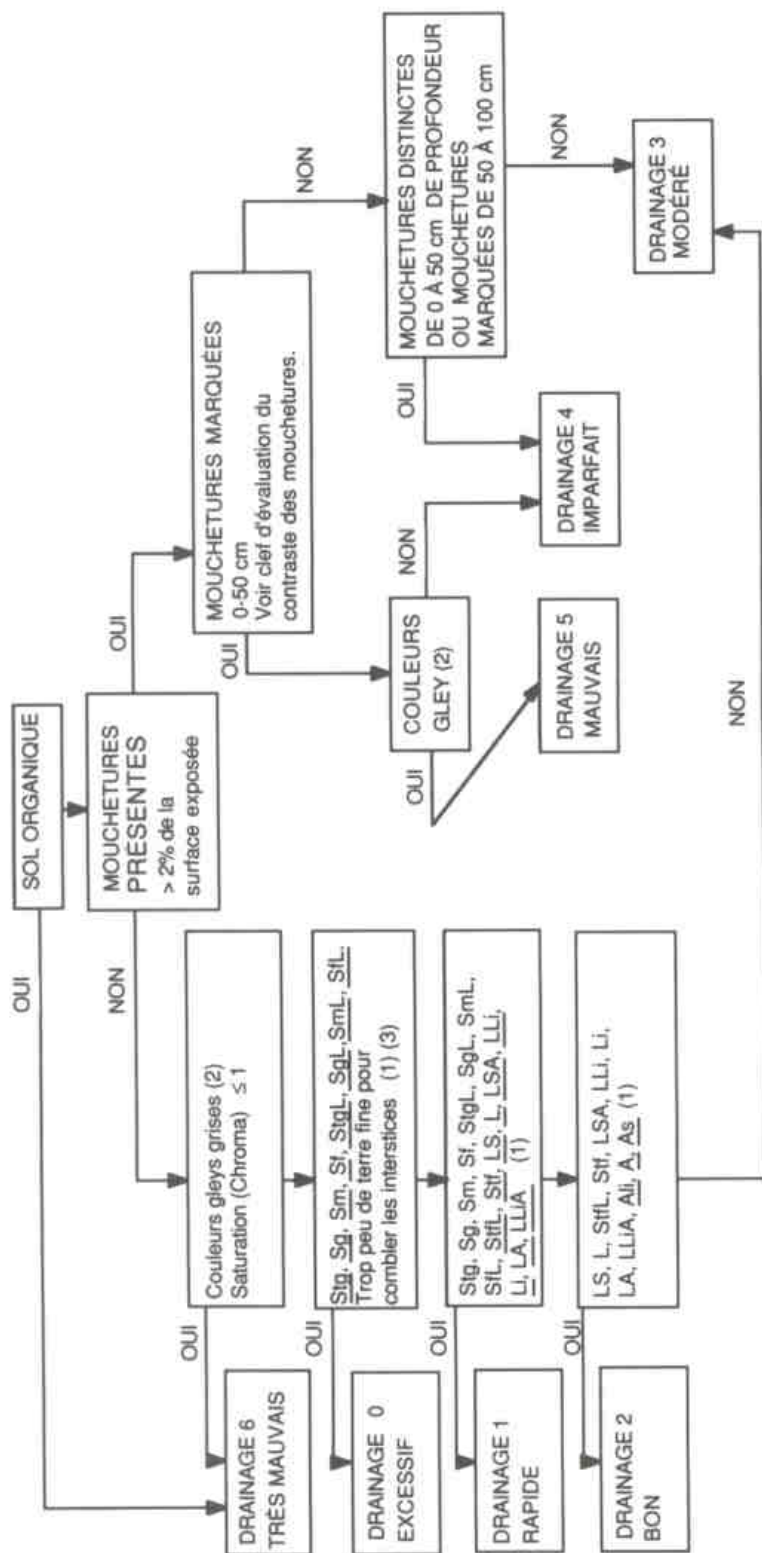 SOL ORGANIQUE
OUI
MOUCHETURES
PRÉSENTES
> 2% de la
surface exposée
NON
OUI
Couleurs gleys grises (2)
Saturation (Chroma) ≤ 1
OUI
DRAINAGE 6
TRÈS MAUVAIS
Stg, Sg, Sm, Sf, StgL, SgL, SmL, SfL.
Trop peu de terre fine pour
combler les interstices (1) (3)
OUI
DRAINAGE 0
EXCESSIF
Stg, Sg, Sm, Sf, StgL, SgL, SmL,
SfL, StfL, Stf, LS, L, LSA, LLi,
Li, LA, LLiA (1)
OUI
DRAINAGE 1
RAPIDE
LS, L, StfL, Stf, LSA, LLi, Li,
LA, LLiA, Ali, A, As (1)
OUI
DRAINAGE 2
BON
NON
MOUCHETURES MARQUÉES
0-50 cm
Voir clef d'évaluation du
contraste des mouchetures.
OUI
NON
COULEURS
GLEY (2)
OUI
NON
DRAINAGE 5
MAUVAIS
MOUCHETURES DISTINCTES
DE 0 À 50 cm DE PROFONDEUR
OU MOUCHETURES
MARQUÉES DE 50 À 100 cm
OUI
NON
DRAINAGE 4
IMPARFAIT
DRAINAGE 3
MODÉRÉ